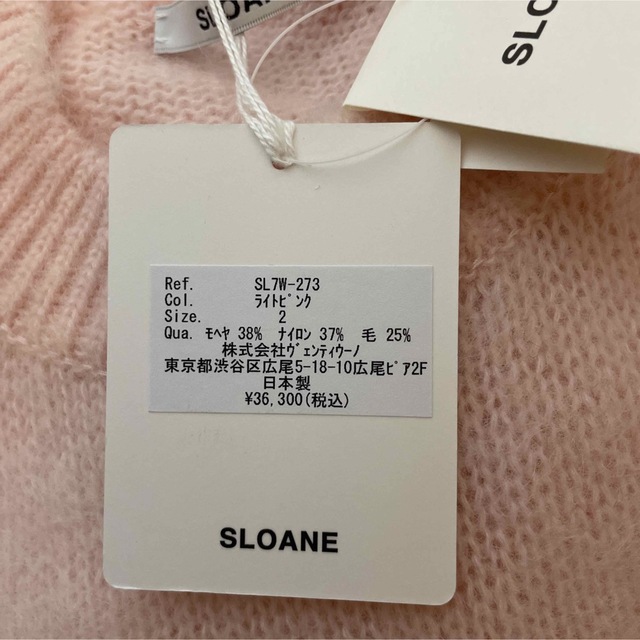 SLOANE
SLO
Ref. SL7W-273
Col. ﾗｲﾄﾋﾟﾝｸ
Size. 2
Qua. ﾓﾍﾔ 38% ﾅｲﾛﾝ 37% 毛 25%
株式会社ｳﾞｪﾝﾃｨｳｰﾉ
東京都渋谷区広尾5-18-10広尾ﾋﾟｱ2F
日本製
¥36,300(税込)
SLOANE